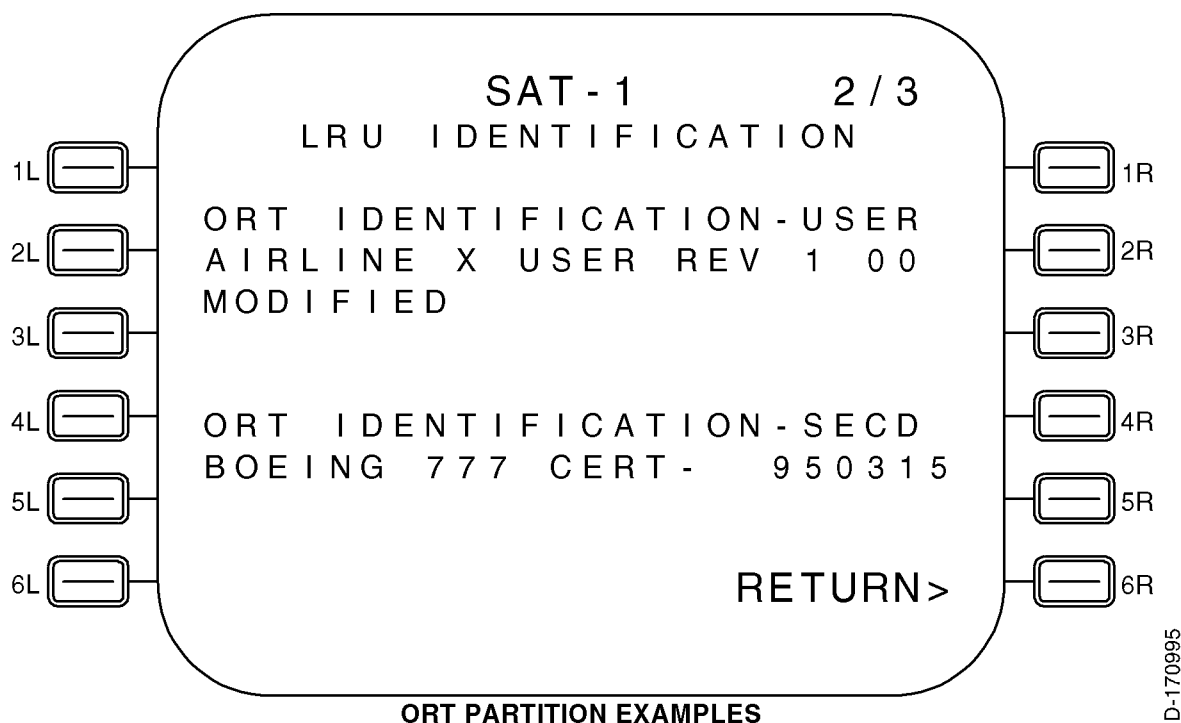 SAT-1 2/3
LRU IDENTIFICATION
1L 1R
ORT IDENTIFICATION-USER
2L 2R
AIRLINE X USER REV 1 00
MODIFIED
3L 3R
4L 4R
ORT IDENTIFICATION-SECD
BOEING 777 CERT- 950315
5L 5R
6L RETURN> 6R
D-170995
ORT PARTITION EXAMPLES